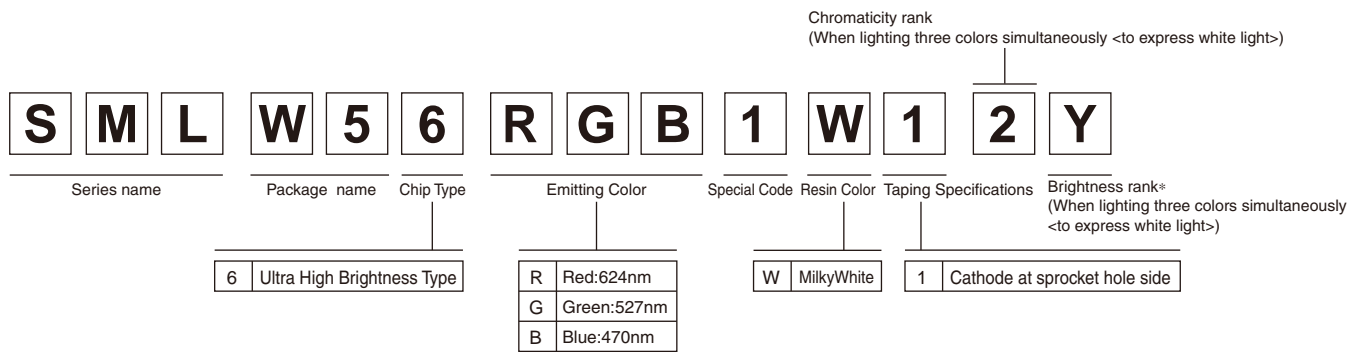 Chromaticity rank
(When lighting three colors simultaneously <to express white light>)
S M L W 5 6 R G B 1 W 1 2 Y
Series name Package name Chip Type Emitting Color Special Code Resin Color Taping Specifications Brightness rank*
(When lighting three colors simultaneously
<to express white light>)
6 Ultra High Brightness Type
R Red:624nm
G Green:527nm
B Blue:470nm
W MilkyWhite
1 Cathode at sprocket hole side